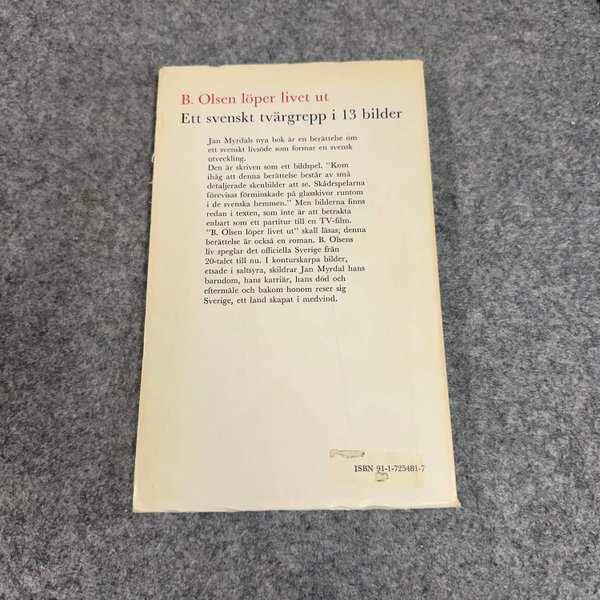 B. Olsen löper livet ut
Ett svenskt tvärgrepp i 13 bilder
Jan Myrdals nya bok är en berättelse om
ett svenskt livsöde som formar en svensk
utveckling.
Den är skriven som ett bildspel. "Kom
ihåg att denna berättelse består av små
detaljerade skenbilder att se. Skådespelarna
förevisas förminskade på glasskivor runtom
i de svenska hemmen." Men bilderna finns
redan i texten, som inte är att betrakta
enbart som ett partitur till en TV-film.
"B. Olsen löper livet ut" skall läsas; denna
berättelse är också en roman. B. Olsens
liv speglar det officiella Sverige från
20-talet till nu. I konturskarpa bilder,
etsade i saltsyra, skildrar Jan Myrdal hans
barndom, hans karriär, hans död och
eftermäle och bakom honom reser sig
Sverige, ett land skapat i medvind.
ISBN 91-1-725481-7